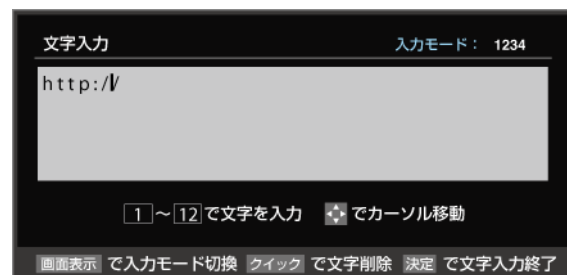 文字入力 入力モード： 1234
http://
1～12で文字を入力 でカーソル移動
画面表示 で入力モード切換 クイック で文字削除 決定 で文字入力終了